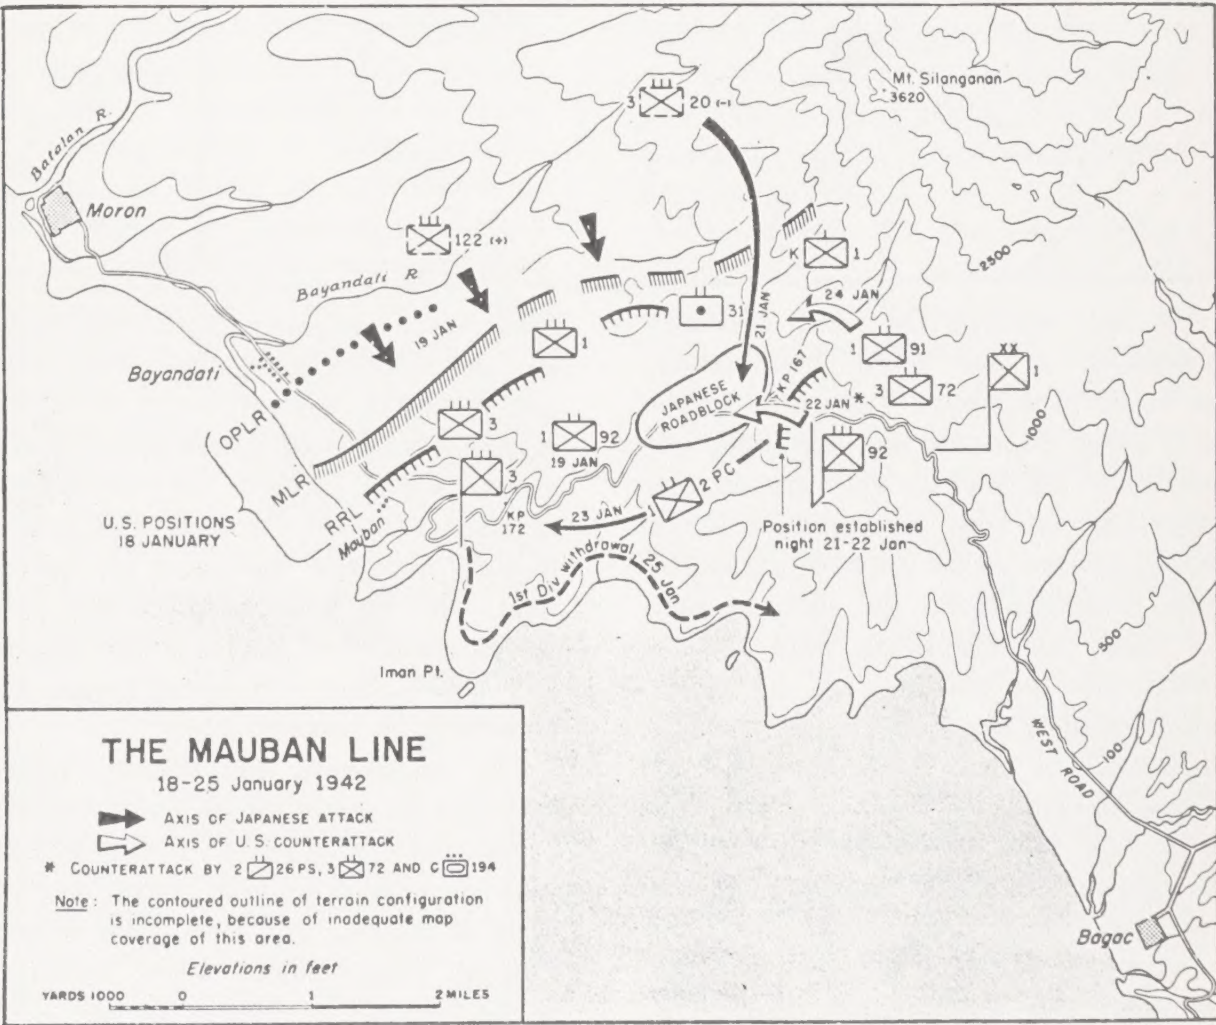 Mt. Silanganan
3620
3 20 (-)
Batalan R.
Moron
122 (+)
Bayandati R
K 1
2500
24 JAN
31
21 JAN
19 JAN
1
1 91
KP 167
Bayandati
JAPANESE
ROADBLOCK
22 JAN *
3 72
1
1000
OPLR
3
1 92
19 JAN
92
MLR
3
2 PC
1
RRL
Mauban
KP
172
23 JAN
U.S. POSITIONS
18 JANUARY
Position established
night 21-22 Jan
1st Div withdrawal, 25 Jan
500
Iman Pt.
WEST ROAD
100
Bagac
THE MAUBAN LINE
18-25 January 1942
AXIS OF JAPANESE ATTACK
AXIS OF U.S. COUNTERATTACK
* COUNTERATTACK BY 2 26 PS, 3 72 AND C 194
Note: The contoured outline of terrain configuration
is incomplete, because of inadequate map
coverage of this area.
Elevations in feet
YARDS 1000 0 1 2 MILES